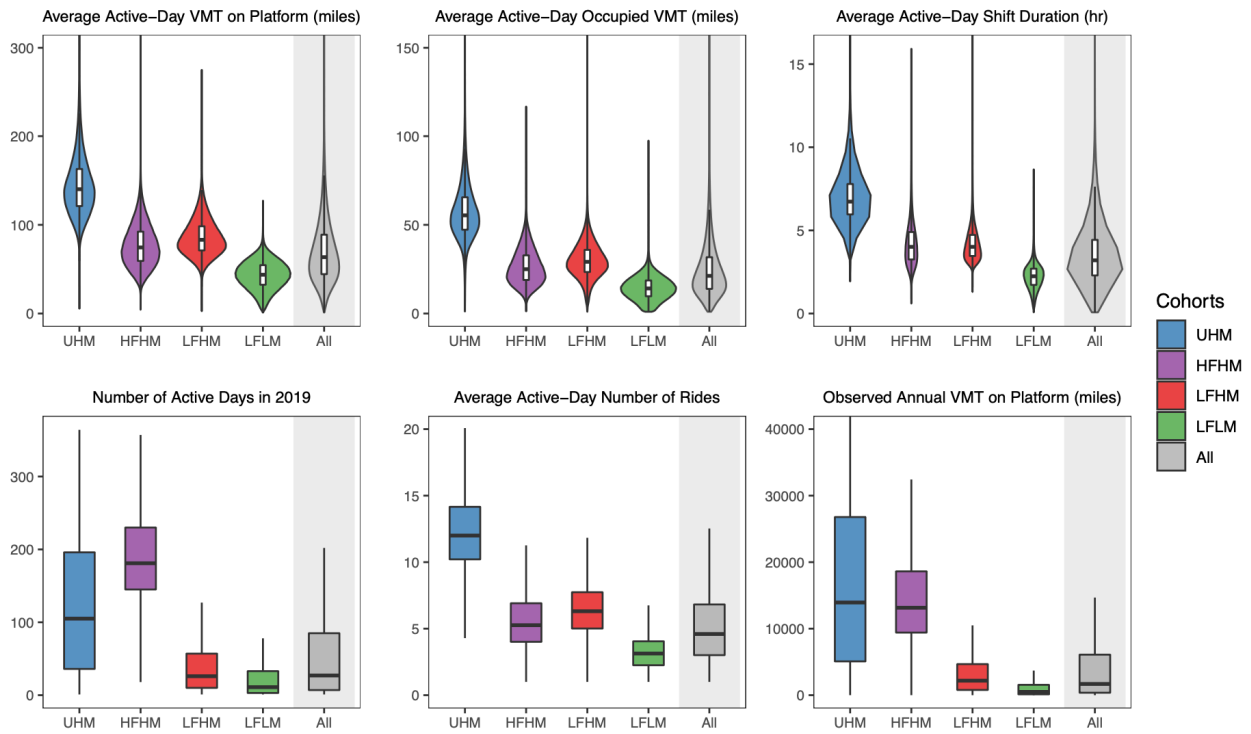 Average Active−Day VMT on Platform (miles)
300
200
100
0
UHM HFHM LFHM LFLM All
Average Active−Day Occupied VMT (miles)
150
100
50
0
UHM HFHM LFHM LFLM All
Average Active−Day Shift Duration (hr)
15
10
5
0
UHM HFHM LFHM LFLM All
Number of Active Days in 2019
300
200
100
0
UHM HFHM LFHM LFLM All
Average Active−Day Number of Rides
20
15
10
5
0
UHM HFHM LFHM LFLM All
Observed Annual VMT on Platform (miles)
40000
30000
20000
10000
0
UHM HFHM LFHM LFLM All
Cohorts
UHM
HFHM
LFHM
LFLM
All